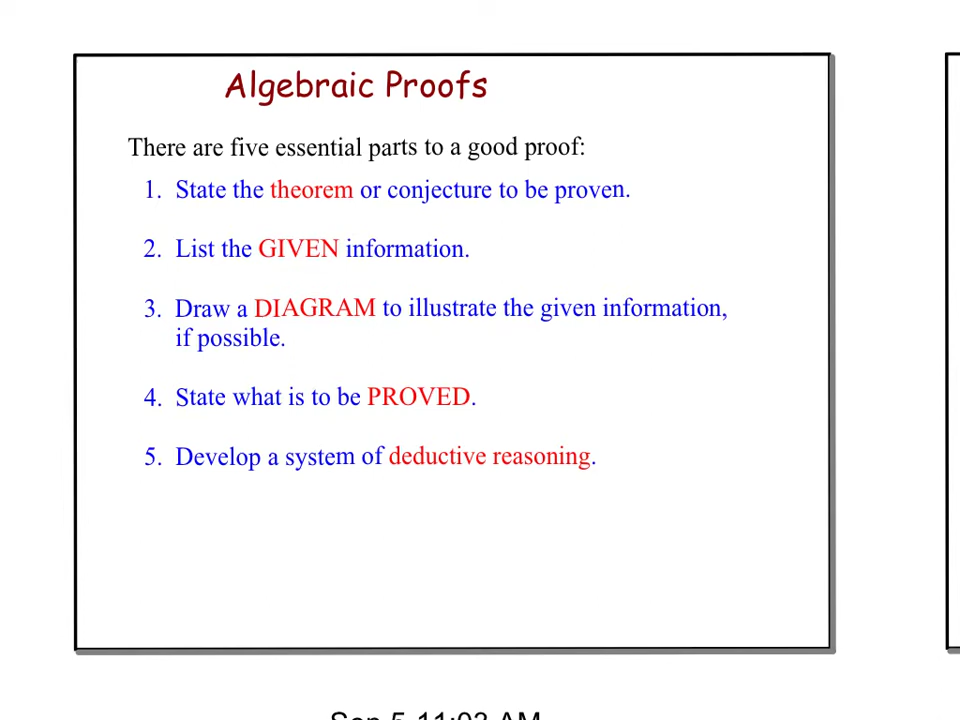 Algebraic Proofs
There are five essential parts to a good proof:
1. State the theorem or conjecture to be proven.
2. List the GIVEN information.
3. Draw a DIAGRAM to illustrate the given information,
if possible.
4. State what is to be PROVED.
5. Develop a system of deductive reasoning.
Sep 5-11:03 AM